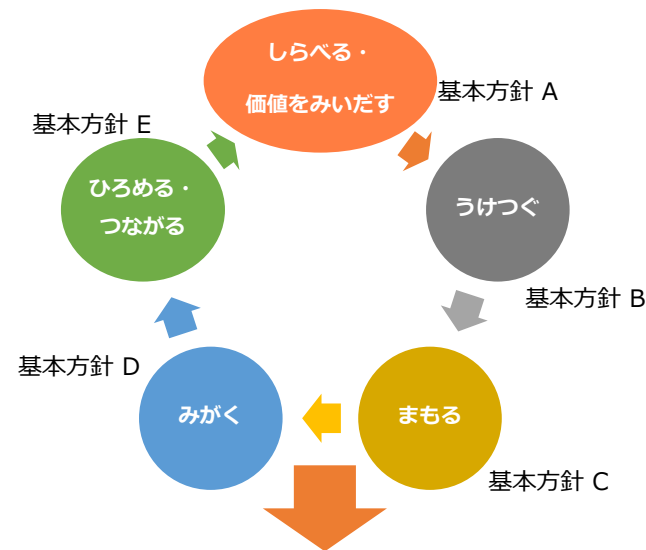 しらべる・
価値をみいだす
基本方針 A
うけつぐ
基本方針 B
まもる
基本方針 C
みがく
基本方針 D
ひろめる・
つながる
基本方針 E